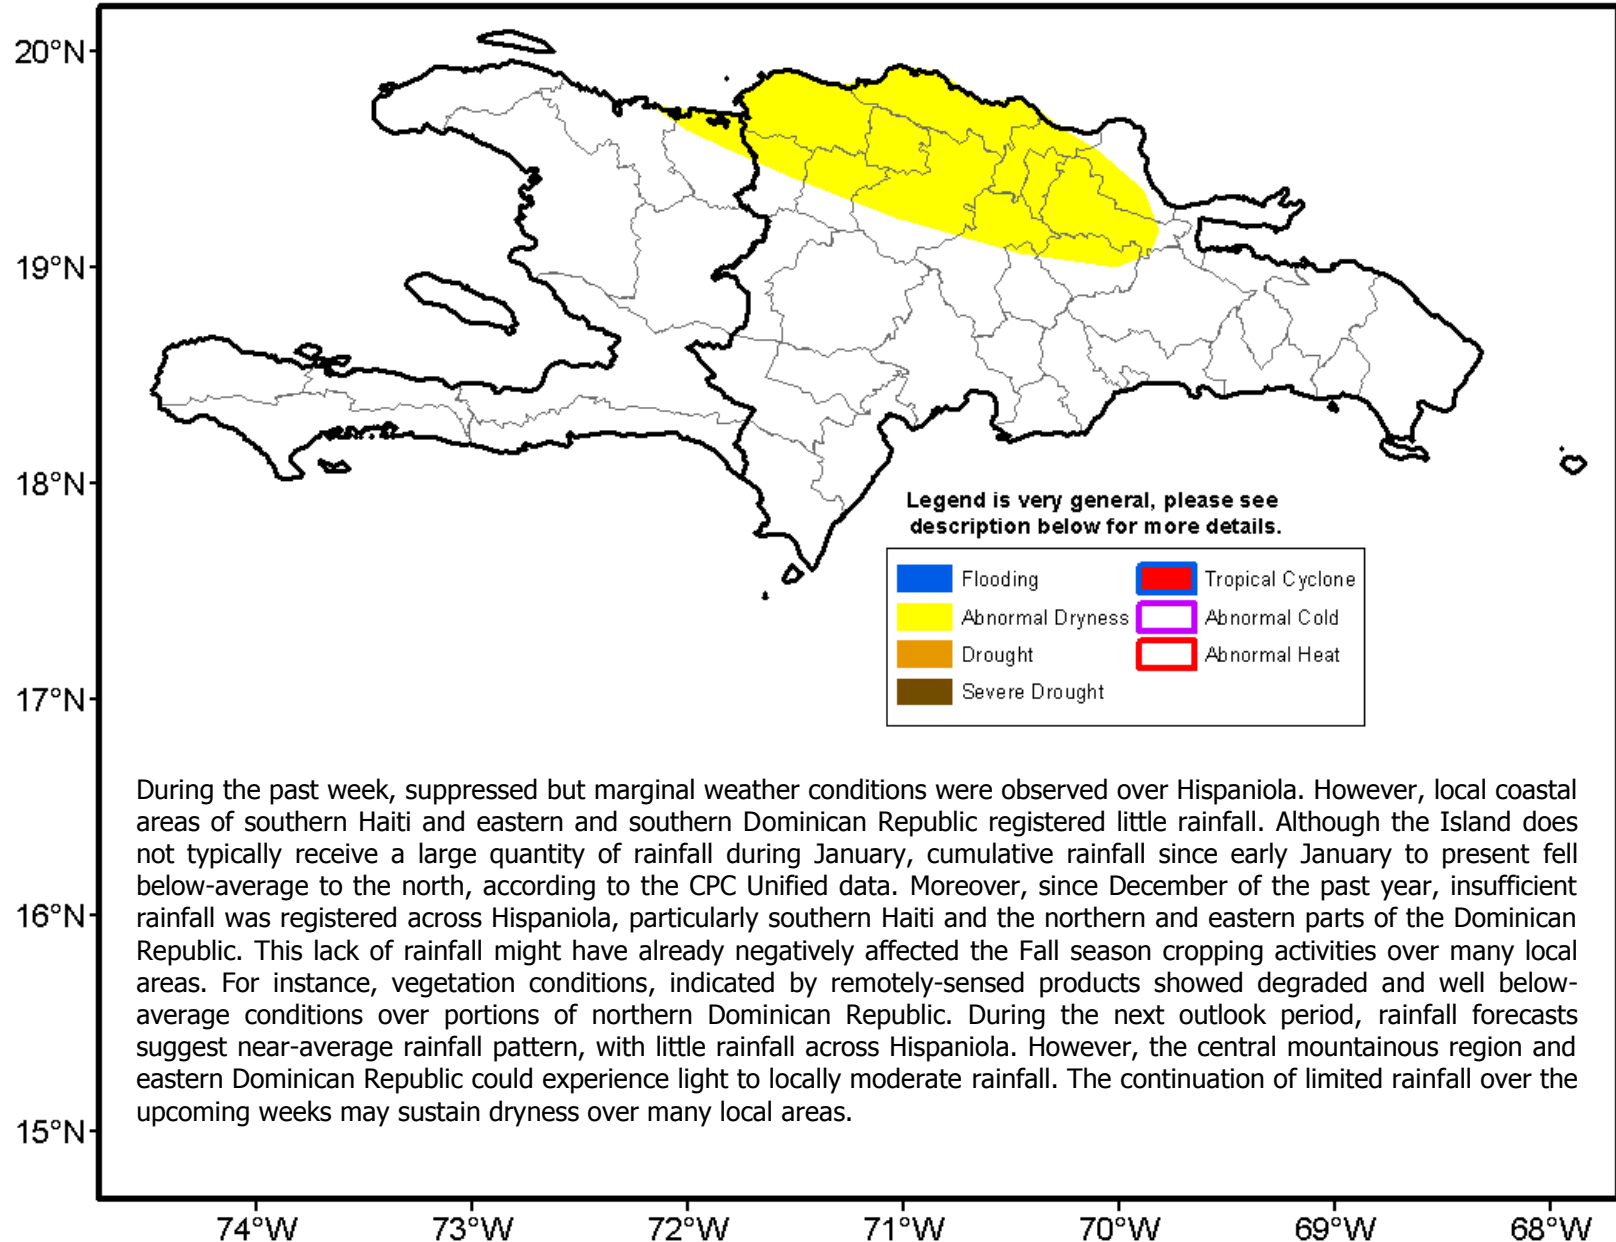 20°N
19°N
18°N
Legend is very general, please see
description below for more details.
Flooding
Tropical Cyclone
Abnormal Dryness
Abnormal Cold
Drought
Abnormal Heat
Severe Drought
17°N
During the past week, suppressed but marginal weather conditions were observed over Hispaniola. However, local coastal
areas of southern Haiti and eastern and southern Dominican Republic registered little rainfall. Although the Island does
not typically receive a large quantity of rainfall during January, cumulative rainfall since early January to present fell
below-average to the north, according to the CPC Unified data. Moreover, since December of the past year, insufficient
rainfall was registered across Hispaniola, particularly southern Haiti and the northern and eastern parts of the Dominican
Republic. This lack of rainfall might have already negatively affected the Fall season cropping activities over many local
areas. For instance, vegetation conditions, indicated by remotely-sensed products showed degraded and well below-
average conditions over portions of northern Dominican Republic. During the next outlook period, rainfall forecasts
suggest near-average rainfall pattern, with little rainfall across Hispaniola. However, the central mountainous region and
eastern Dominican Republic could experience light to locally moderate rainfall. The continuation of limited rainfall over the
upcoming weeks may sustain dryness over many local areas.
16°N
15°N
74°W
73°W
72°W
71°W
70°W
69°W
68°W